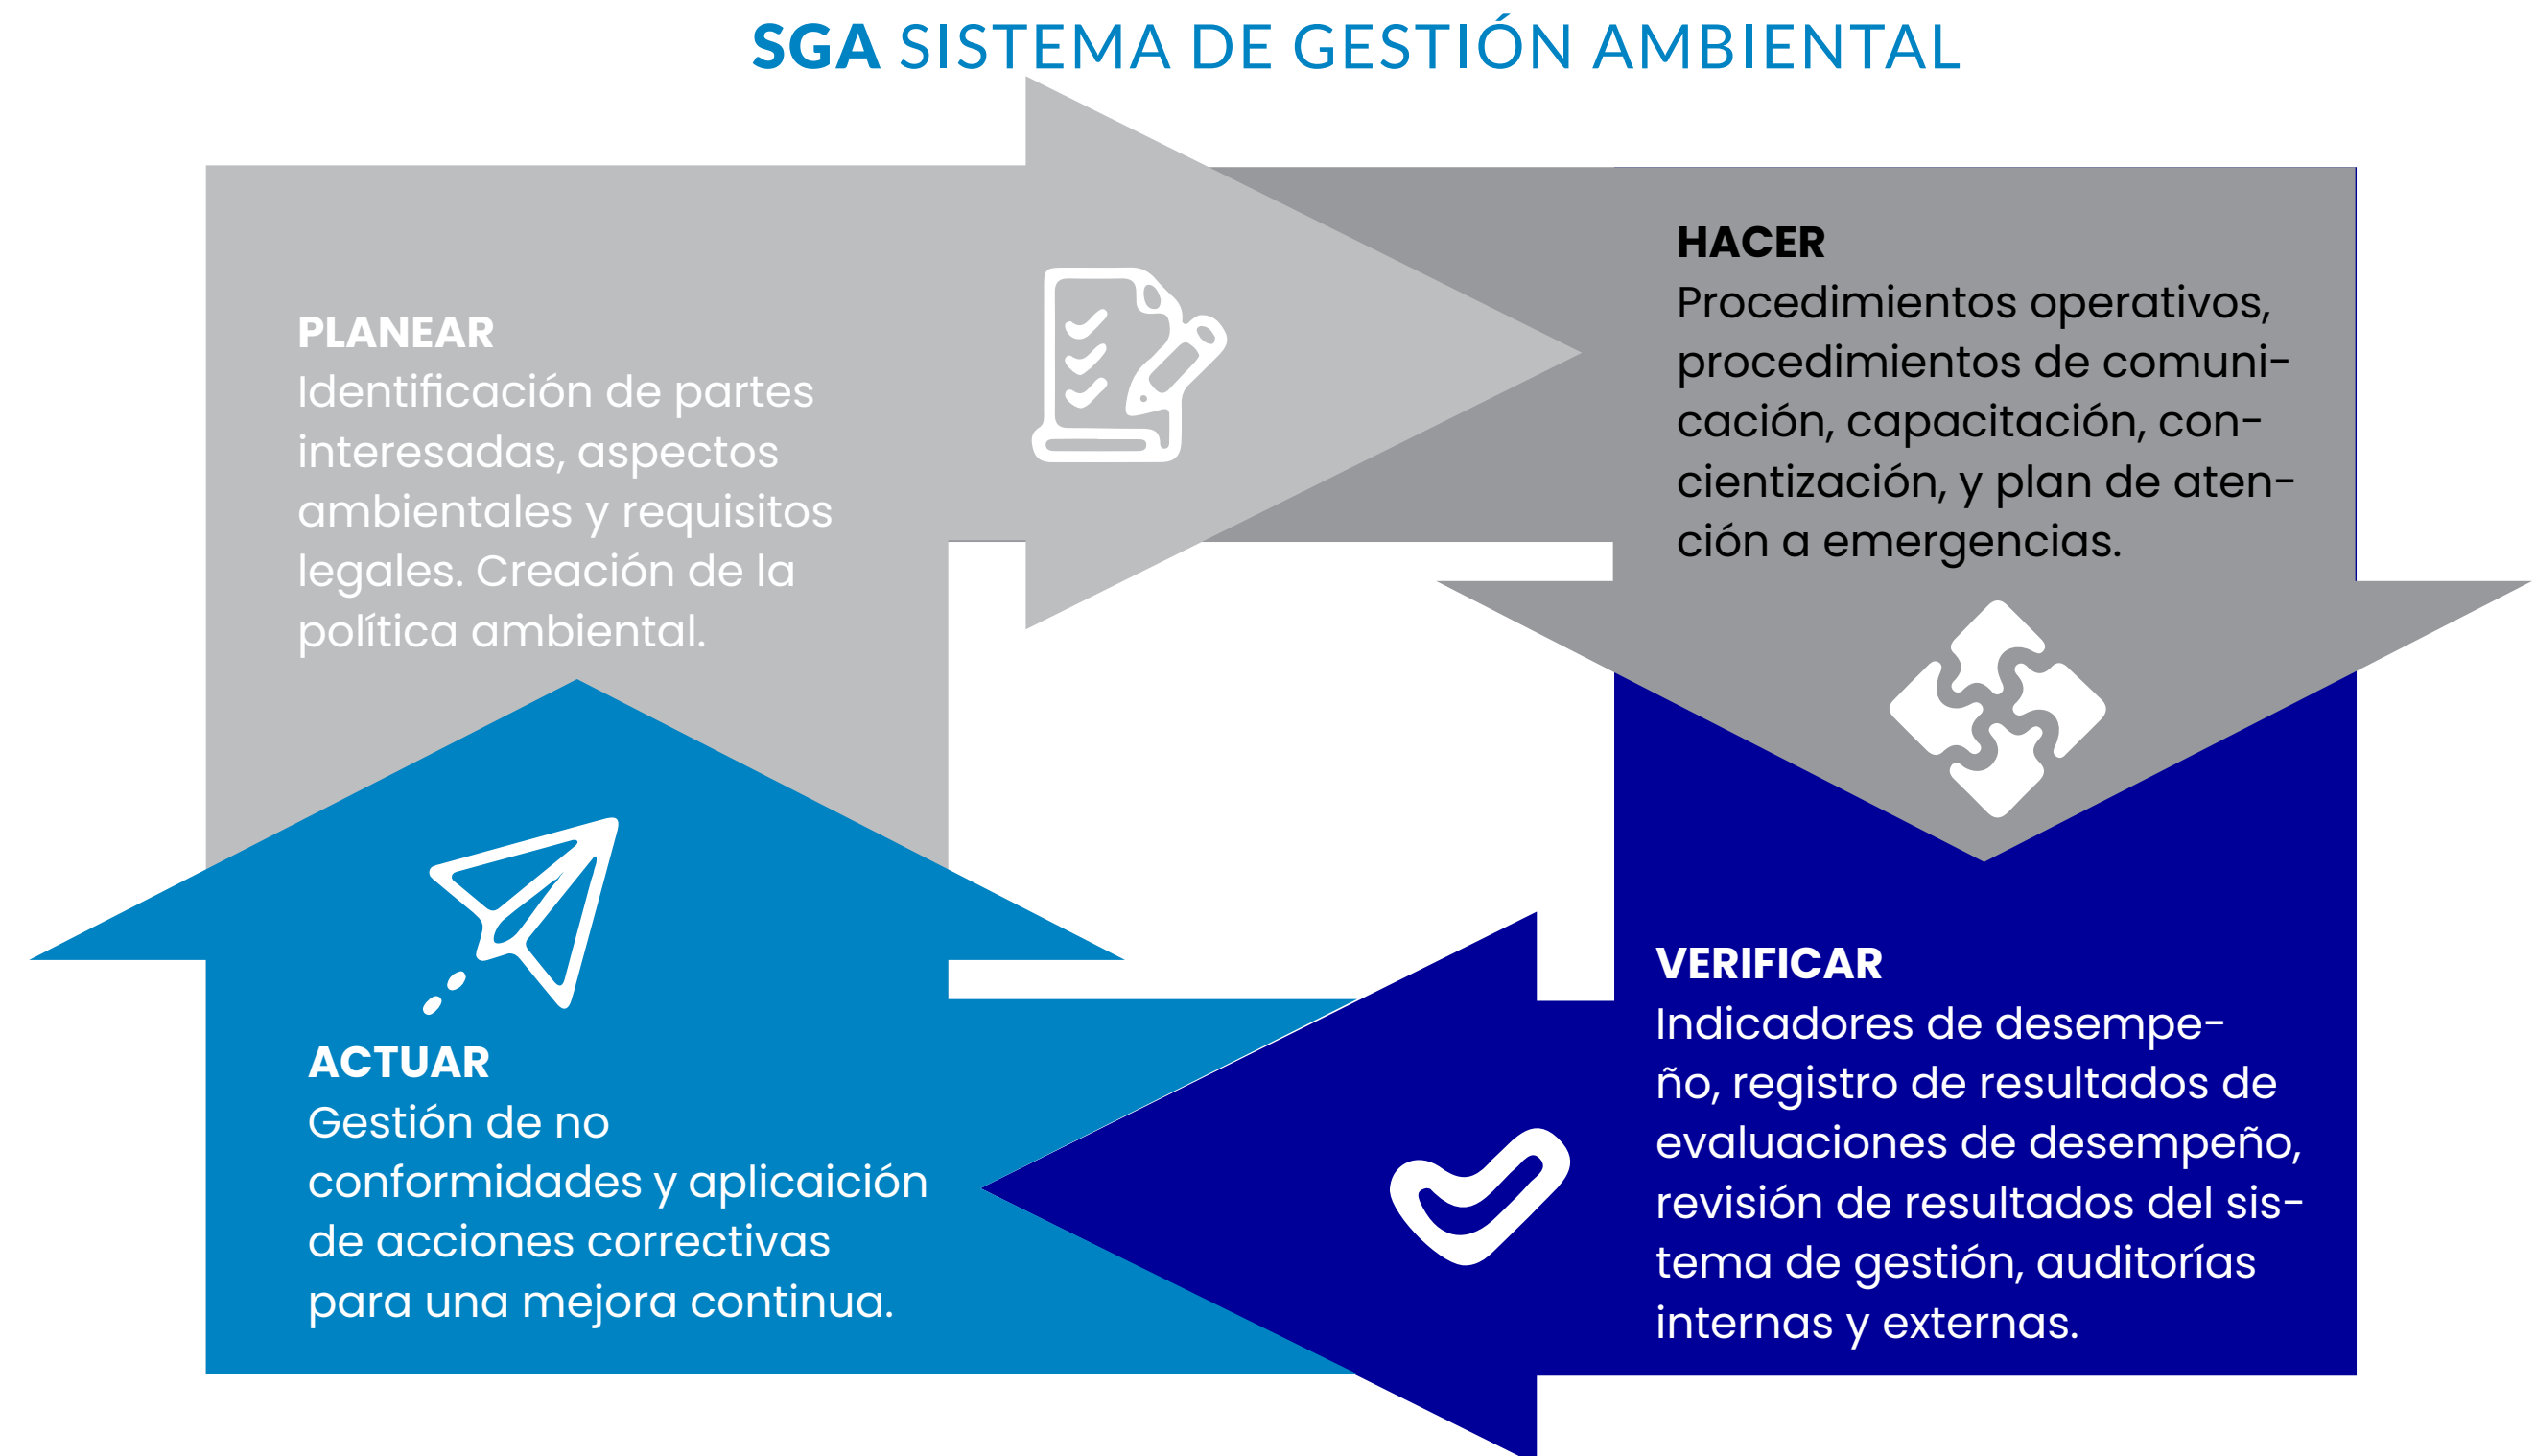 SGA SISTEMA DE GESTIÓN AMBIENTAL
PLANEAR
Identificación de partes
interesadas, aspectos
ambientales y requisitos
legales. Creación de la
política ambiental.
HACER
Procedimientos operativos,
procedimientos de comuni-
cación, capacitación, con-
cientización, y plan de aten-
ción a emergencias.
VERIFICAR
Indicadores de desempe-
ño, registro de resultados de
evaluaciones de desempeño,
revisión de resultados del sis-
tema de gestión, auditorías
internas y externas.
ACTUAR
Gestión de no
conformidades y aplicaición
de acciones correctivas
para una mejora continua.